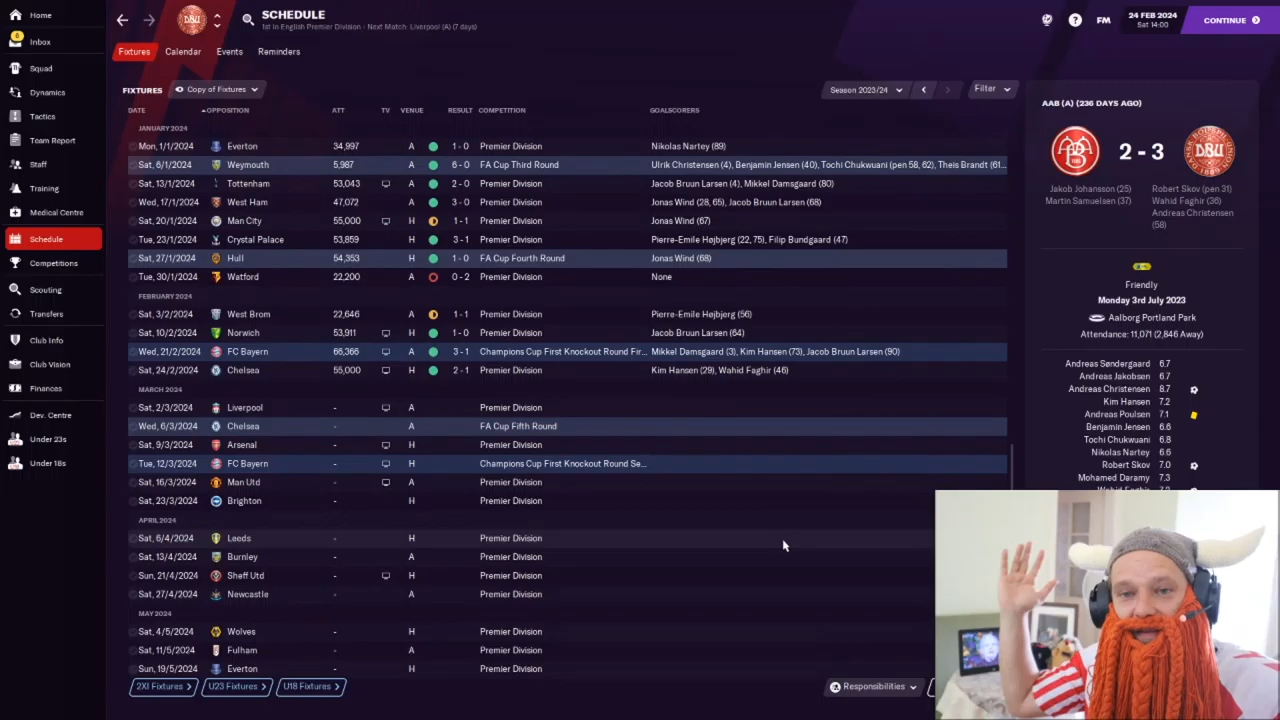 Home
6
Inbox
Squad
Dynamics
Tactics
Team Report
Staff
Training
Medical Centre
Schedule
Competitions
Scouting
Transfers
Club Info
Club Vision
Finances
Dev. Centre
Under 23s
Under 18s
DBU
SCHEDULE
1st in English Premier Division - Next Match: Liverpool (A) (7 days)
? FM
24 FEB 2024
Sat 14:00
CONTINUE
Fixtures Calendar Events Reminders
FIXTURES Copy of Fixtures Season 2023/24 Filter
DATE OPPOSITION ATT TV VENUE RESULT COMPETITION GOALSCORERS
JANUARY 2024
Mon, 1/1/2024 Everton 34,997 A 1 - 0 Premier Division Nikolas Nartey (89)
Sat, 6/1/2024 Weymouth 5,987 A 6 - 0 FA Cup Third Round Ulrik Christensen (4), Benjamin Jensen (40), Tochi Chukwuani (pen 58, 62), Theis Brandt (61...
Sat, 13/1/2024 Tottenham 53,043 A 2 - 0 Premier Division Jacob Bruun Larsen (4), Mikkel Damsgaard (80)
Wed, 17/1/2024 West Ham 47,072 A 3 - 0 Premier Division Jonas Wind (28, 65), Jacob Bruun Larsen (68)
Sat, 20/1/2024 Man City 55,000 H 1 - 1 Premier Division Jonas Wind (67)
Tue, 23/1/2024 Crystal Palace 53,859 H 3 - 1 Premier Division Pierre-Emile Højbjerg (22, 75), Filip Bundgaard (47)
Sat, 27/1/2024 Hull 54,353 H 1 - 0 FA Cup Fourth Round Jonas Wind (68)
Tue, 30/1/2024 Watford 22,200 A 0 - 2 Premier Division None
FEBRUARY 2024
Sat, 3/2/2024 West Brom 22,646 A 1 - 1 Premier Division Pierre-Emile Højbjerg (56)
Sat, 10/2/2024 Norwich 53,911 H 1 - 0 Premier Division Jacob Bruun Larsen (64)
Wed, 21/2/2024 FC Bayern 66,366 A 3 - 1 Champions Cup First Knockout Round Fir... Mikkel Damsgaard (3), Kim Hansen (73), Jacob Bruun Larsen (90)
Sat, 24/2/2024 Chelsea 55,000 H 2 - 1 Premier Division Kim Hansen (29), Wahid Faghir (46)
MARCH 2024
Sat, 2/3/2024 Liverpool - A Premier Division
Wed, 6/3/2024 Chelsea - A FA Cup Fifth Round
Sat, 9/3/2024 Arsenal - H Premier Division
Tue, 12/3/2024 FC Bayern - H Champions Cup First Knockout Round Se...
Sat, 16/3/2024 Man Utd - A Premier Division
Sat, 23/3/2024 Brighton - H Premier Division
APRIL 2024
Sat, 6/4/2024 Leeds - H Premier Division
Sat, 13/4/2024 Burnley - A Premier Division
Sun, 21/4/2024 Sheff Utd - H Premier Division
Sat, 27/4/2024 Newcastle - A Premier Division
MAY 2024
Sat, 4/5/2024 Wolves - H Premier Division
Sat, 11/5/2024 Fulham - A Premier Division
Sun, 19/5/2024 Everton - H Premier Division
2XI Fixtures U23 Fixtures U18 Fixtures Responsibilities
AAB (A) (236 DAYS AGO)
2 - 3
DBU
Jakob Johansson (25)
Martin Samuelsen (37)
Robert Skov (pen 31)
Wahid Faghir (36)
Andreas Christensen
(58)
Friendly
Monday 3rd July 2023
Aalborg Portland Park
Attendance: 11,071 (2,846 Away)
Andreas Søndergaard 6.7
Andreas Jakobsen 6.7
Andreas Christensen 8.7
Kim Hansen 7.2
Andreas Poulsen 7.1
Benjamin Jensen 6.6
Tochi Chukwuani 6.8
Nikolas Nartey 6.6
Robert Skov 7.0
Mohamed Daramy 7.3